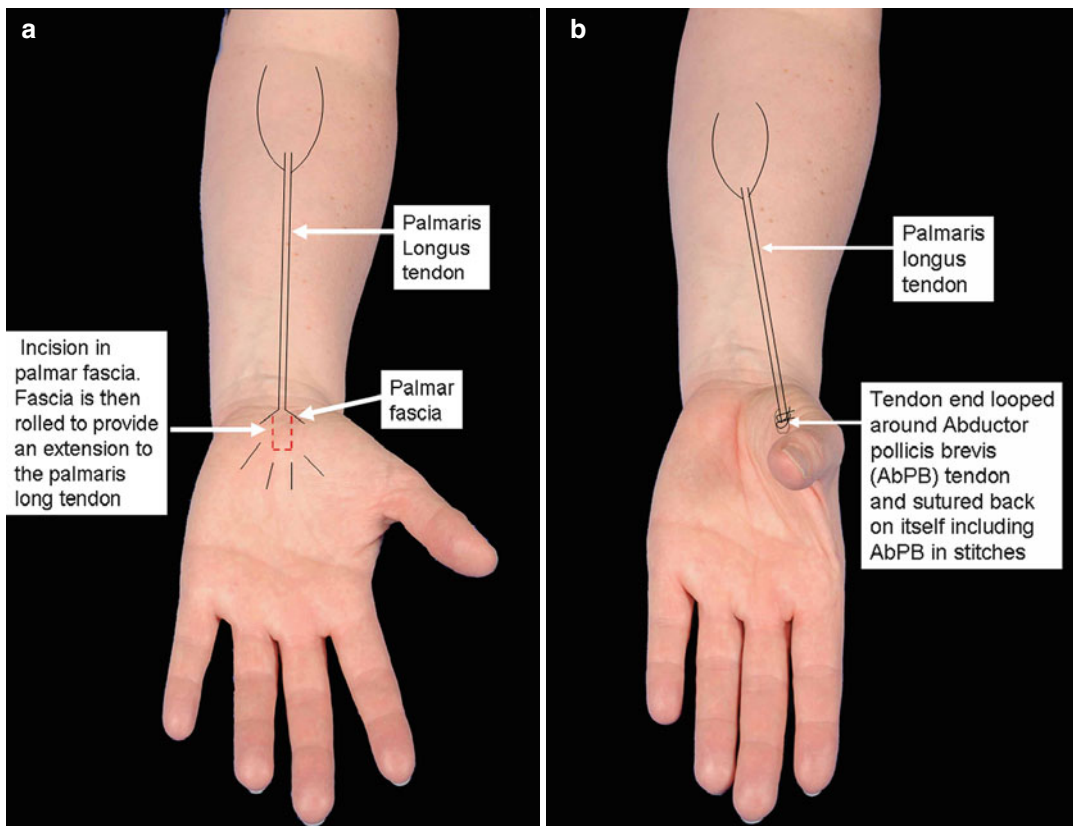 a
Palmaris
Longus
tendon
Incision in
palmar fascia.
Fascia is then
rolled to provide
an extension to
the palmaris
long tendon
Palmar
fascia
b
Palmaris
longus
tendon
Tendon end looped
around Abductor
pollicis brevis
(AbPB) tendon
and sutured back
on itself including
AbPB in stitches